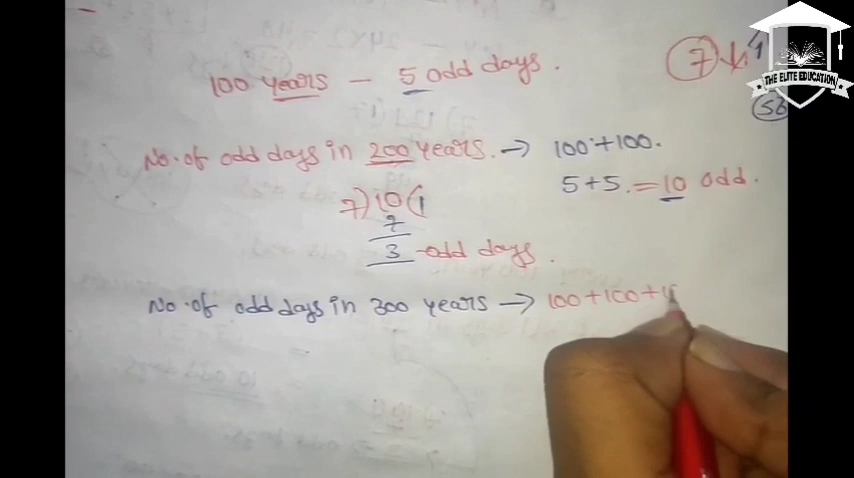 100 years - 5 odd days.
7
THE ELITE EDUCATION
No. of odd days in 200 years. → 100 + 100.
5 + 5. = 10 odd.
7)10(1
7
3 odd days.
No. of odd days in 300 years → 100 + 100 +